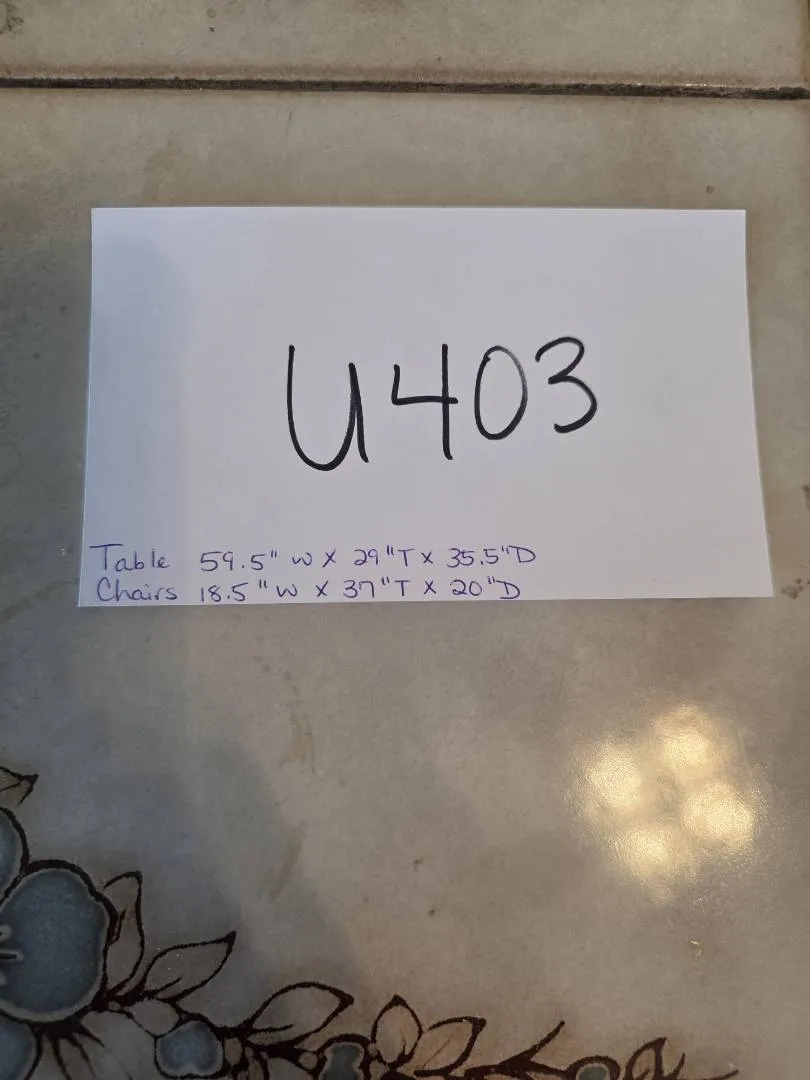 U403
Table 59.5" W X 29"T X 35.5"D
Chairs 18.5"W X 37"T X 20"D